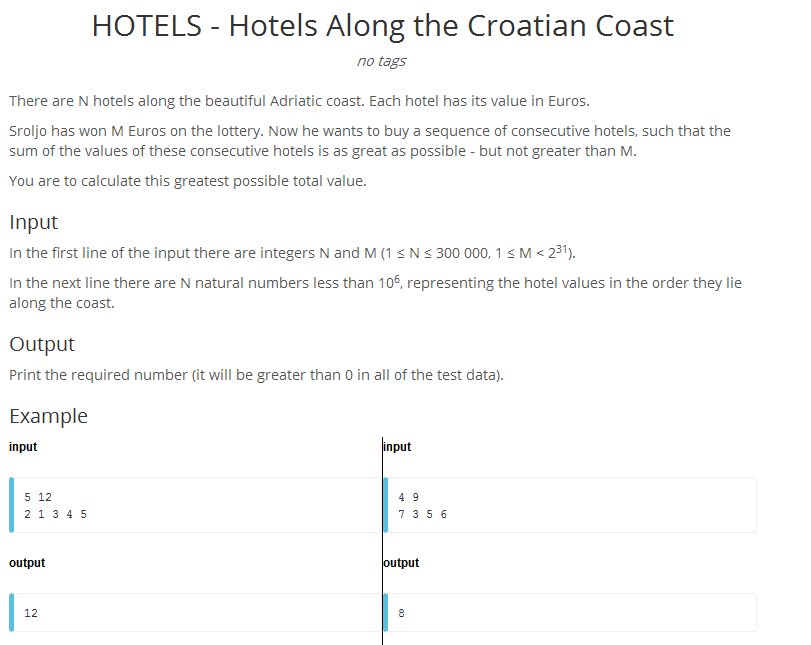 HOTELS - Hotels Along the Croatian Coast
no tags
There are N hotels along the beautiful Adriatic coast. Each hotel has its value in Euros.
Sroljo has won M Euros on the lottery. Now he wants to buy a sequence of consecutive hotels, such that the
sum of the values of these consecutive hotels is as great as possible - but not greater than M.
You are to calculate this greatest possible total value.
Input
In the first line of the input there are integers N and M (1 ≤ N ≤ 300 000, 1 ≤ M < 2³¹).
In the next line there are N natural numbers less than 10⁶, representing the hotel values in the order they lie
along the coast.
Output
Print the required number (it will be greater than 0 in all of the test data).
Example
input
5 12
2 1 3 4 5
output
12
input
4 9
7 3 5 6
output
8